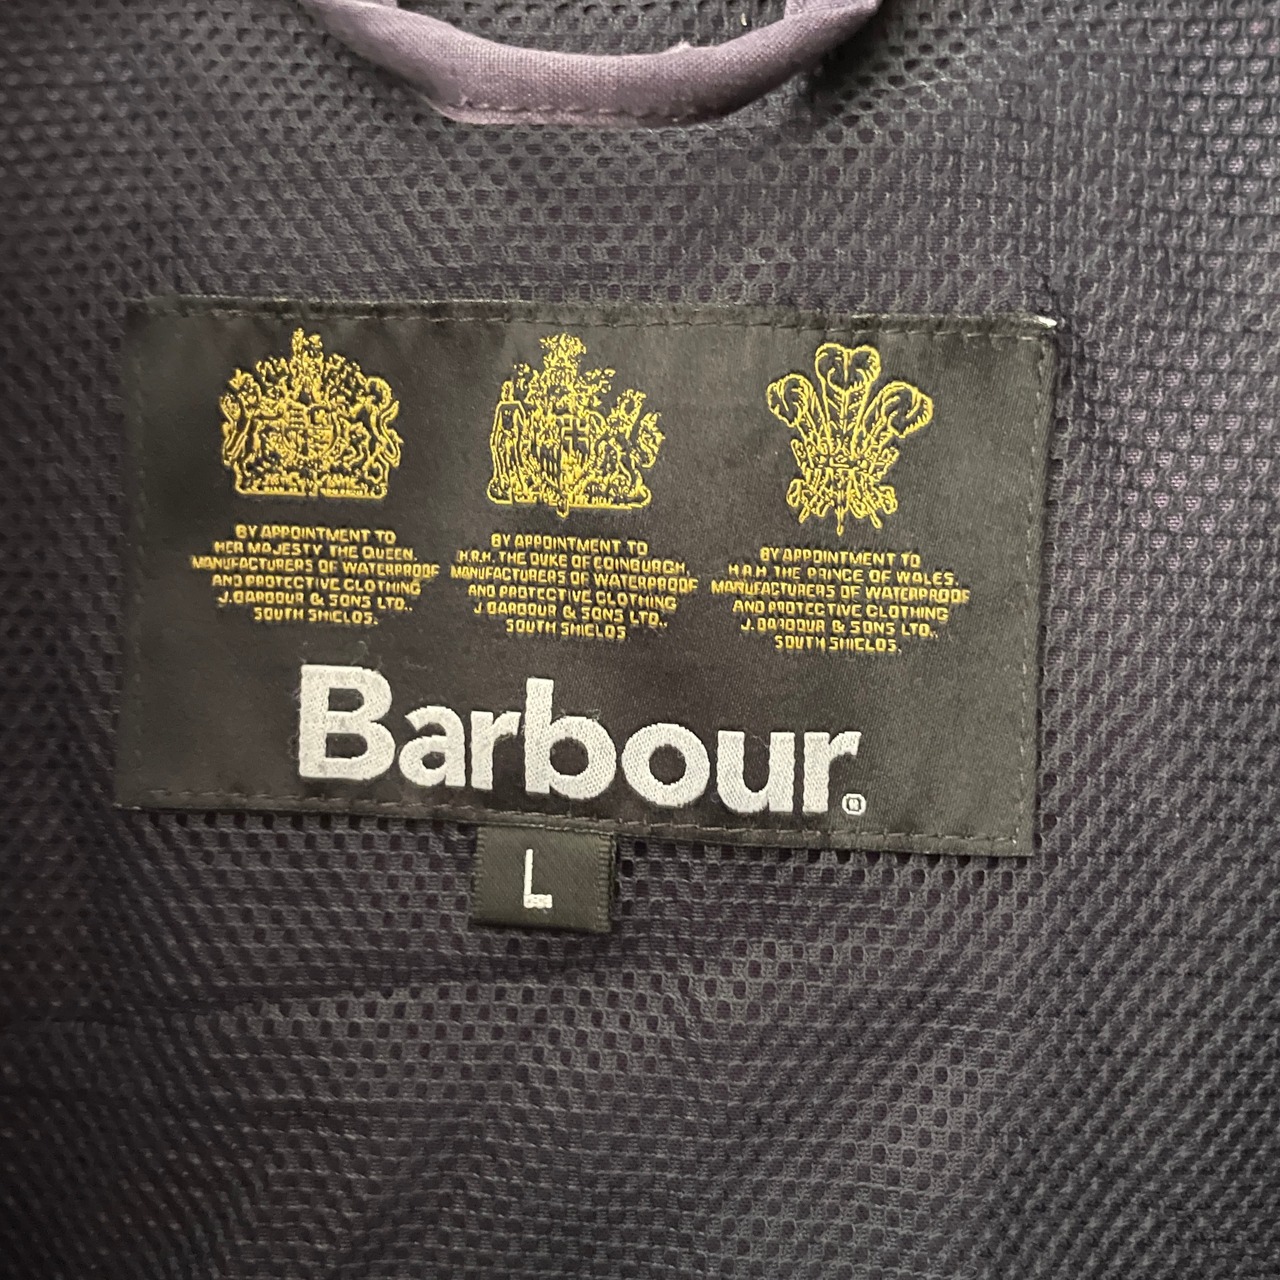 BY APPOINTMENT TO
HER MAJESTY THE QUEEN.
MANUFACTURERS OF WATERPROOF
AND PROTECTIVE CLOTHING
J.BARBOUR & SONS LTD..
SOUTH SHIELDS.
BY APPOINTMENT TO
H.R.H. THE DUKE OF EDINBURGH.
MANUFACTURERS OF WATERPROOF
AND PROTECTIVE CLOTHING
J.BARBOUR & SONS LTD..
SOUTH SHIELDS
BY APPOINTMENT TO
H.R.H THE PRINCE OF WALES.
MANUFACTURERS OF WATERPROOF
AND PROTECTIVE CLOTHING
J.BARBOUR & SONS LTD..
SOUTH SHIELDS.
Barbour.®
L